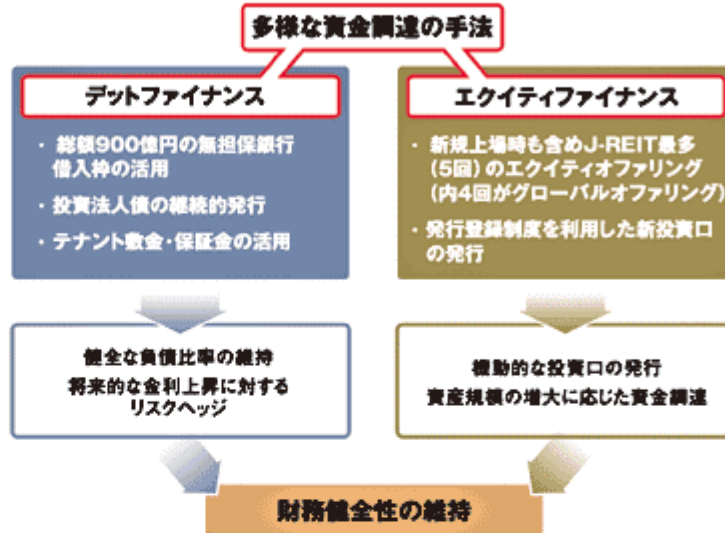 多様な資金調達の手法
デットファイナンス
・ 総額900億円の無担保銀行
借入枠の活用
・ 投資法人債の継続的発行
・ テナント敷金・保証金の活用
健全な負債比率の維持
将来的な金利上昇に対する
リスクヘッジ
エクイティファイナンス
・ 新規上場時も含めJ-REIT最多
(5回)のエクイティオファリング
(内4回がグローバルオファリング)
・ 発行登録制度を利用した新投資口
の発行
機動的な投資口の発行
資産規模の増大に応じた資金調達
財務健全性の維持